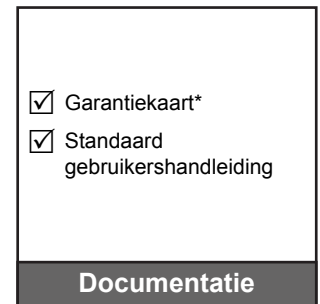 ☑ Garantiekaart*
☑ Standaard
gebruikershandleiding
Documentatie